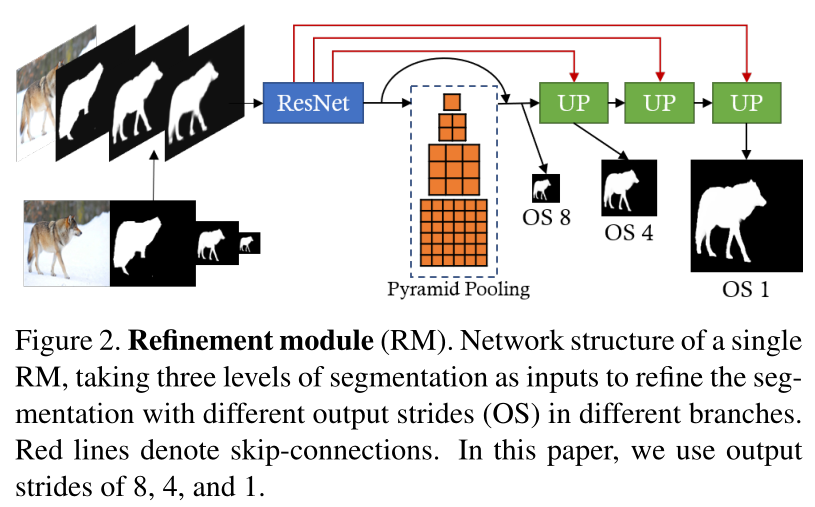 ResNet
UP
UP
UP
OS 8
OS 4
OS 1
Pyramid Pooling
Figure 2. Refinement module (RM). Network structure of a single
RM, taking three levels of segmentation as inputs to refine the seg-
mentation with different output strides (OS) in different branches.
Red lines denote skip-connections. In this paper, we use output
strides of 8, 4, and 1.